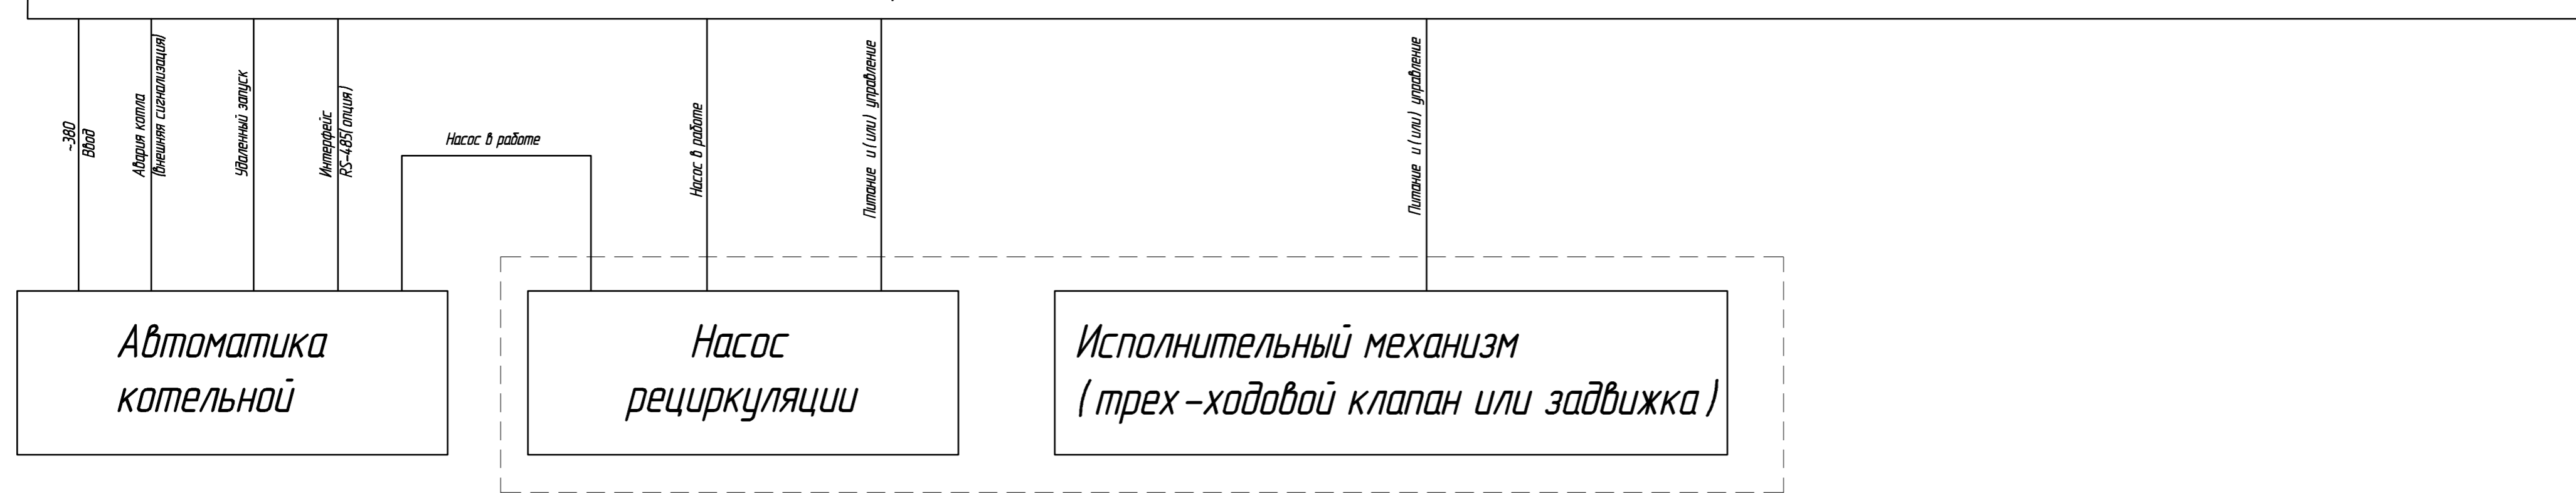 ~380
Ввод
Авария котла
(внешняя сигнализация)
Удаленный запуск
Интерфейс
RS-485(опция)
Насос в работе
Насос в работе
Питание и(или) управление
Питание и(или) управление
Автоматика
котельной
Насос
рециркуляции
Исполнительный механизм
(трех-ходовой клапан или задвижка)